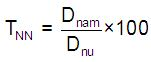 T_NN = D_nam / D_nu × 100